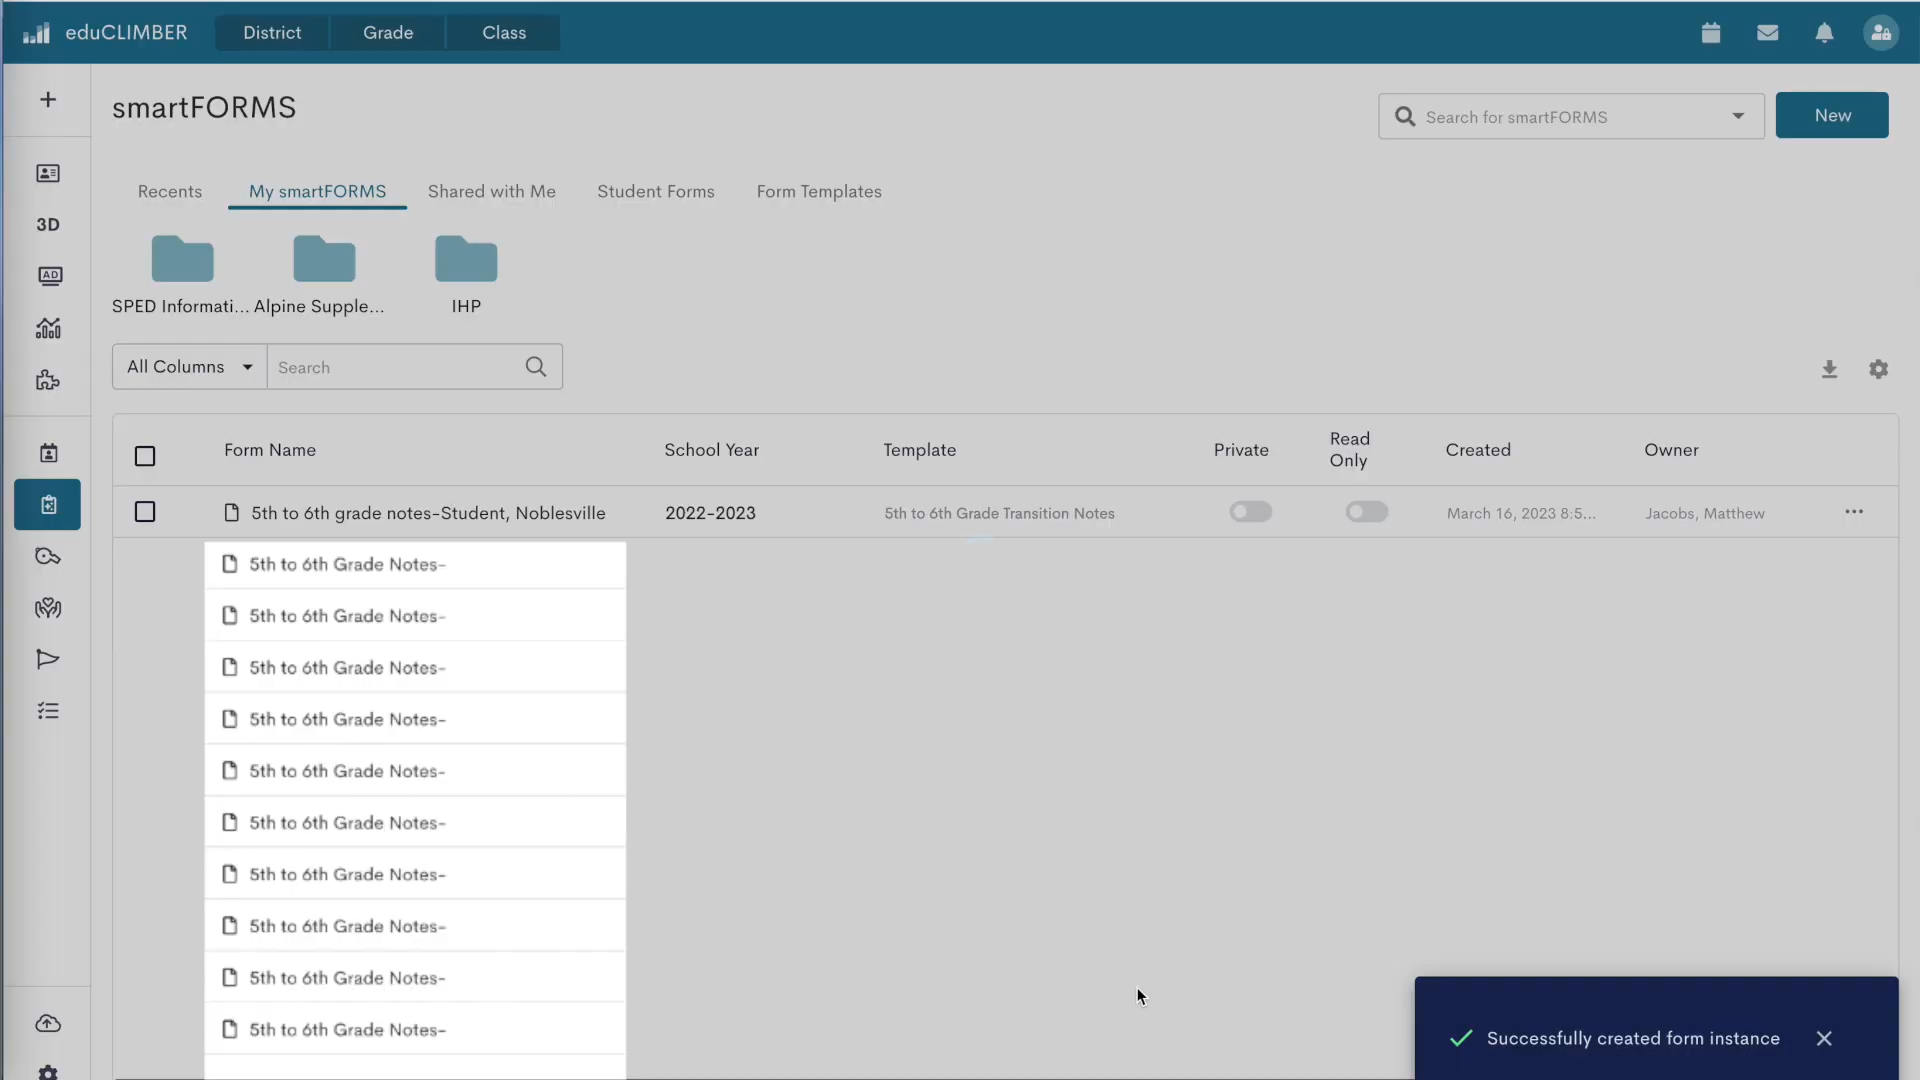 eduCLIMBER District Grade Class
smartFORMS
Search for smartFORMS
New
Recents My smartFORMS Shared with Me Student Forms Form Templates
3D
AD
SPED Informati... Alpine Supple... IHP
All Columns Search
Form Name School Year Template Private Read Only Created Owner
5th to 6th grade notes-Student, Noblesville 2022-2023 5th to 6th Grade Transition Notes March 16, 2023 8:5... Jacobs, Matthew
5th to 6th Grade Notes-
5th to 6th Grade Notes-
5th to 6th Grade Notes-
5th to 6th Grade Notes-
5th to 6th Grade Notes-
5th to 6th Grade Notes-
5th to 6th Grade Notes-
5th to 6th Grade Notes-
5th to 6th Grade Notes-
5th to 6th Grade Notes-
Successfully created form instance